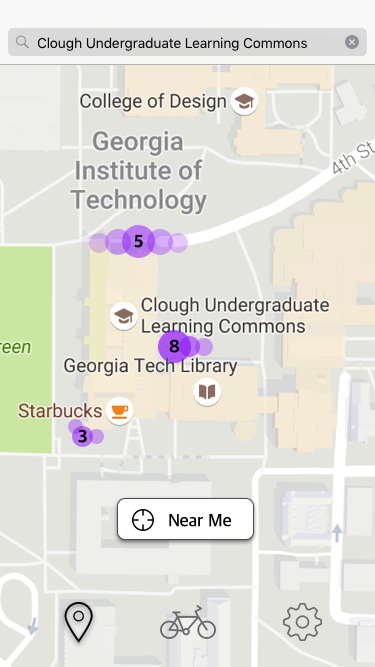 Clough Undergraduate Learning Commons
College of Design
Georgia
Institute of
Technology
4th St
5
Clough Undergraduate
Learning Commons
8
reen
Georgia Tech Library
Starbucks
3
Near Me